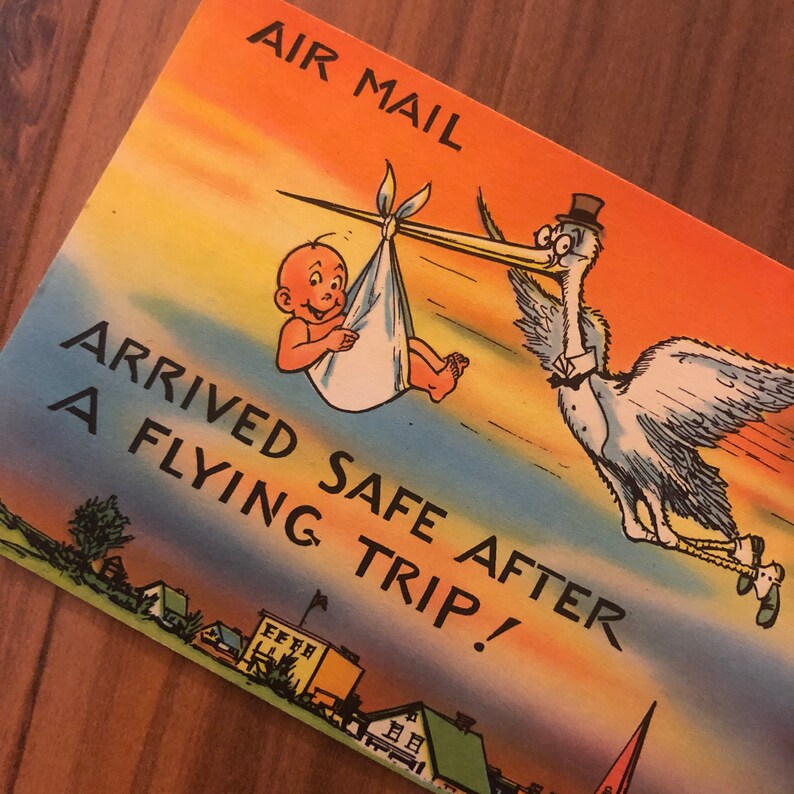 AIR MAIL
ARRIVED SAFE AFTER
A FLYING TRIP!